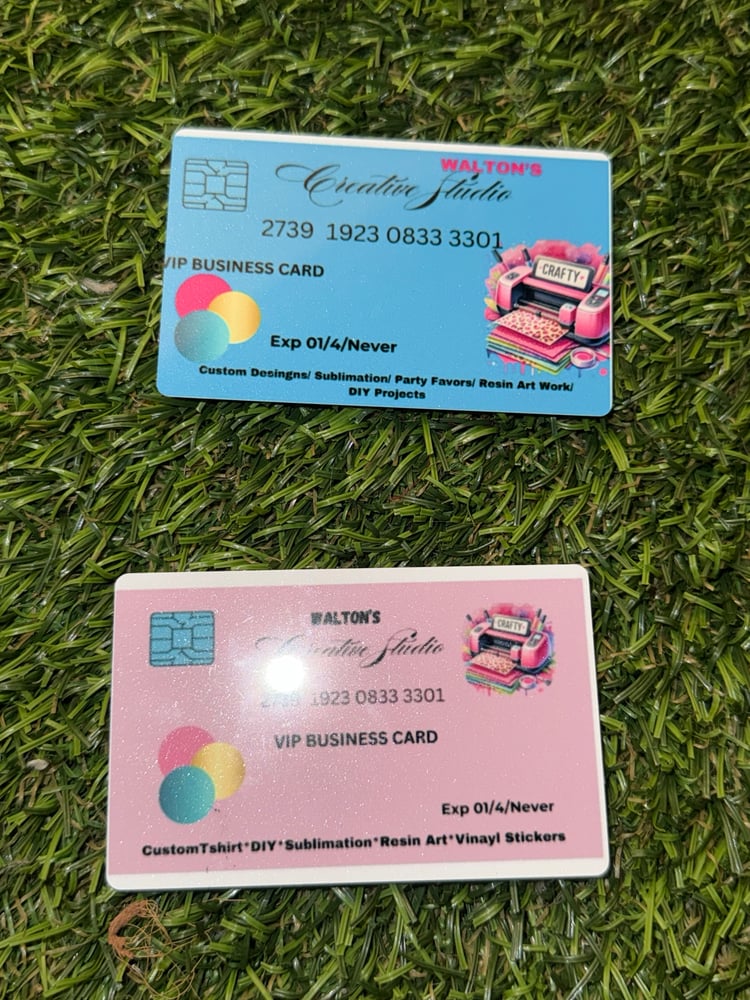 WALTON'S
Creative Studio
2739 1923 0833 3301
CRAFTY
VIP BUSINESS CARD
Exp 01/4/Never
Custom Desingns/ Sublimation/ Party Favors/ Resin Art Work/
DIY Projects
WALTON'S
CRAFTY
Creative Studio
1923 0833 3301
VIP BUSINESS CARD
Exp 01/4/Never
CustomTshirt*DIY*Sublimation*Resin Art*Vinayl Stickers